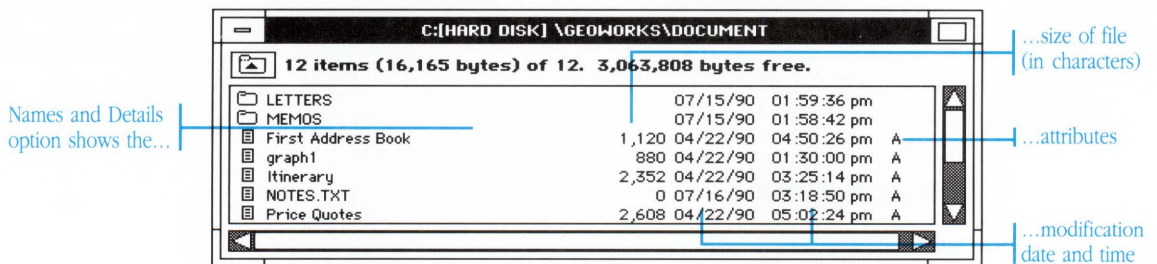 C:[HARD DISK] \GEOWORKS\DOCUMENT
12 items (16,165 bytes) of 12. 3,063,808 bytes free.
LETTERS 07/15/90 01:59:36 pm
MEMOS 07/15/90 01:58:42 pm
First Address Book 1,120 04/22/90 04:50:26 pm A
graph1 880 04/22/90 01:30:00 pm A
Itinerary 2,352 04/22/90 03:25:14 pm A
NOTES.TXT 0 07/16/90 03:18:50 pm A
Price Quotes 2,608 04/22/90 05:02:24 pm A
Names and Details
option shows the...
...size of file
(in characters)
...attributes
...modification
date and time